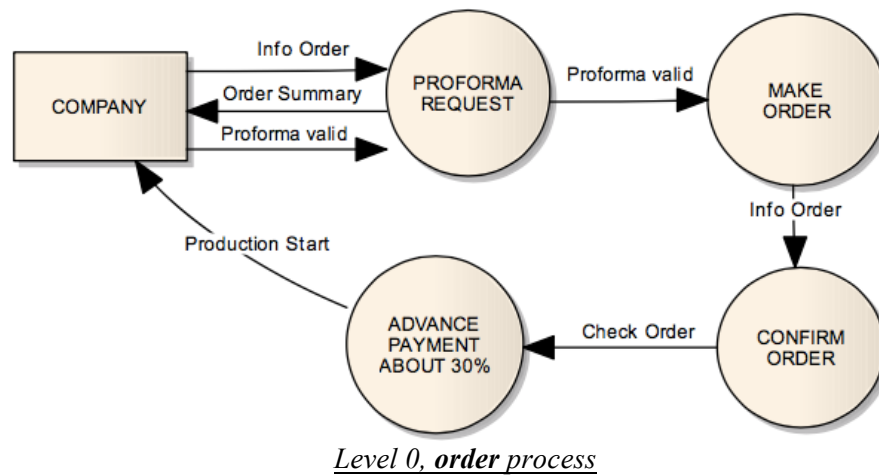 Info Order
COMPANY
Order Summary
Proforma valid
PROFORMA
REQUEST
Proforma valid
MAKE
ORDER
Info Order
CONFIRM
ORDER
Check Order
ADVANCE
PAYMENT
ABOUT 30%
Production Start
Level 0, order process